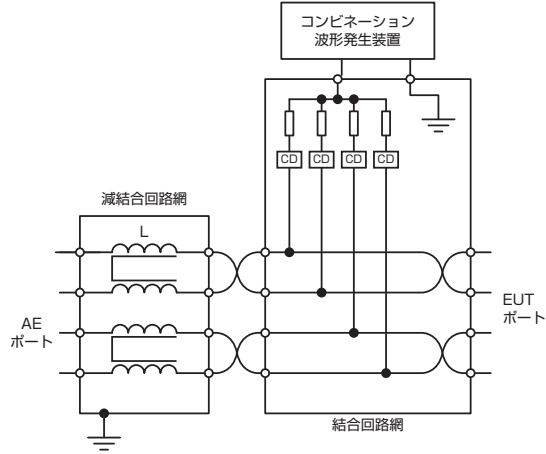 コンビネーション
波形発生装置
CD CD CD CD
減結合回路網
L
AE
ポート
EUT
ポート
結合回路網